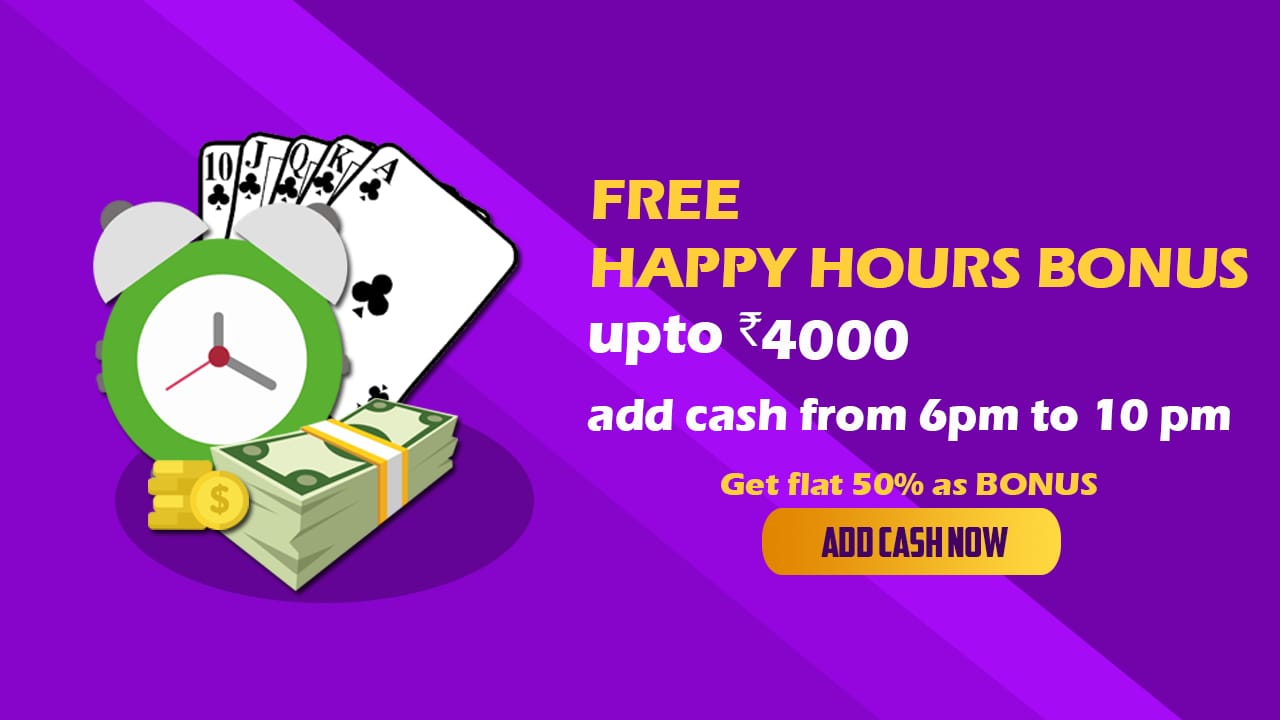 10 J Q K A
FREE
HAPPY HOURS BONUS
upto ₹4000
add cash from 6pm to 10 pm
Get flat 50% as BONUS
$
ADD CASH NOW